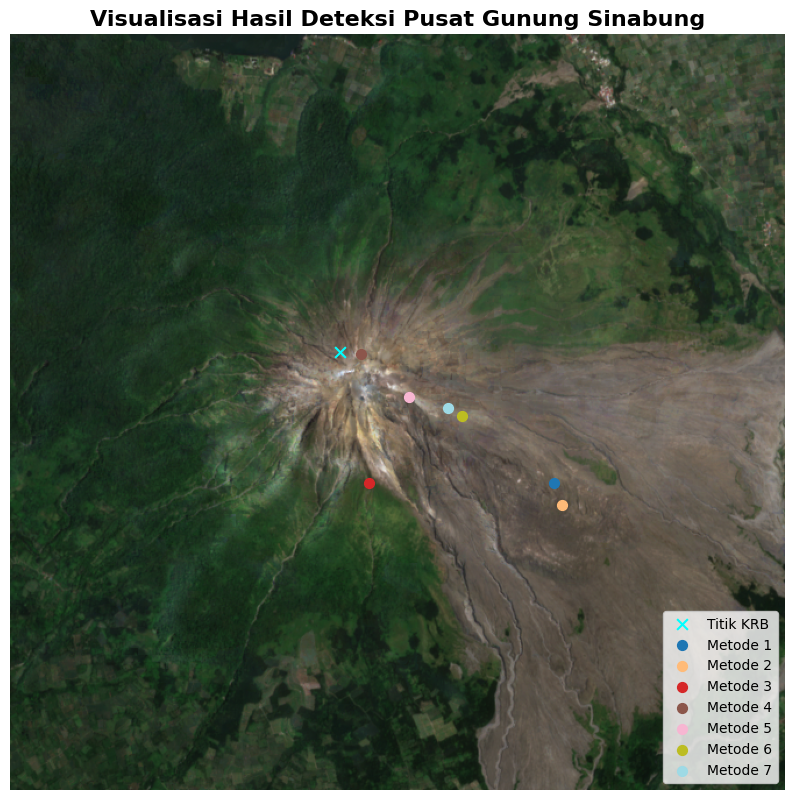 Visualisasi Hasil Deteksi Pusat Gunung Sinabung
Titik KRB
Metode 1
Metode 2
Metode 3
Metode 4
Metode 5
Metode 6
Metode 7